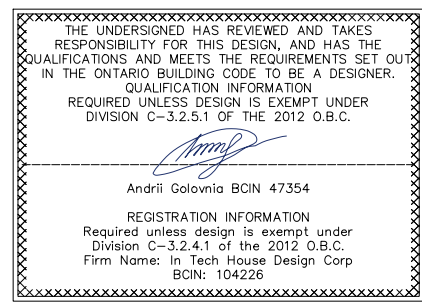 THE UNDERSIGNED HAS REVIEWED AND TAKES
RESPONSIBILITY FOR THIS DESIGN, AND HAS THE
QUALIFICATIONS AND MEETS THE REQUIREMENTS SET OUT
IN THE ONTARIO BUILDING CODE TO BE A DESIGNER.
QUALIFICATION INFORMATION
REQUIRED UNLESS DESIGN IS EXEMPT UNDER
DIVISION C-3.2.5.1 OF THE 2012 O.B.C.
Andrii Golovnia BCIN 47354
REGISTRATION INFORMATION
Required unless design is exempt under
Division C-3.2.4.1 of the 2012 O.B.C.
Firm Name: In Tech House Design Corp
BCIN: 104226